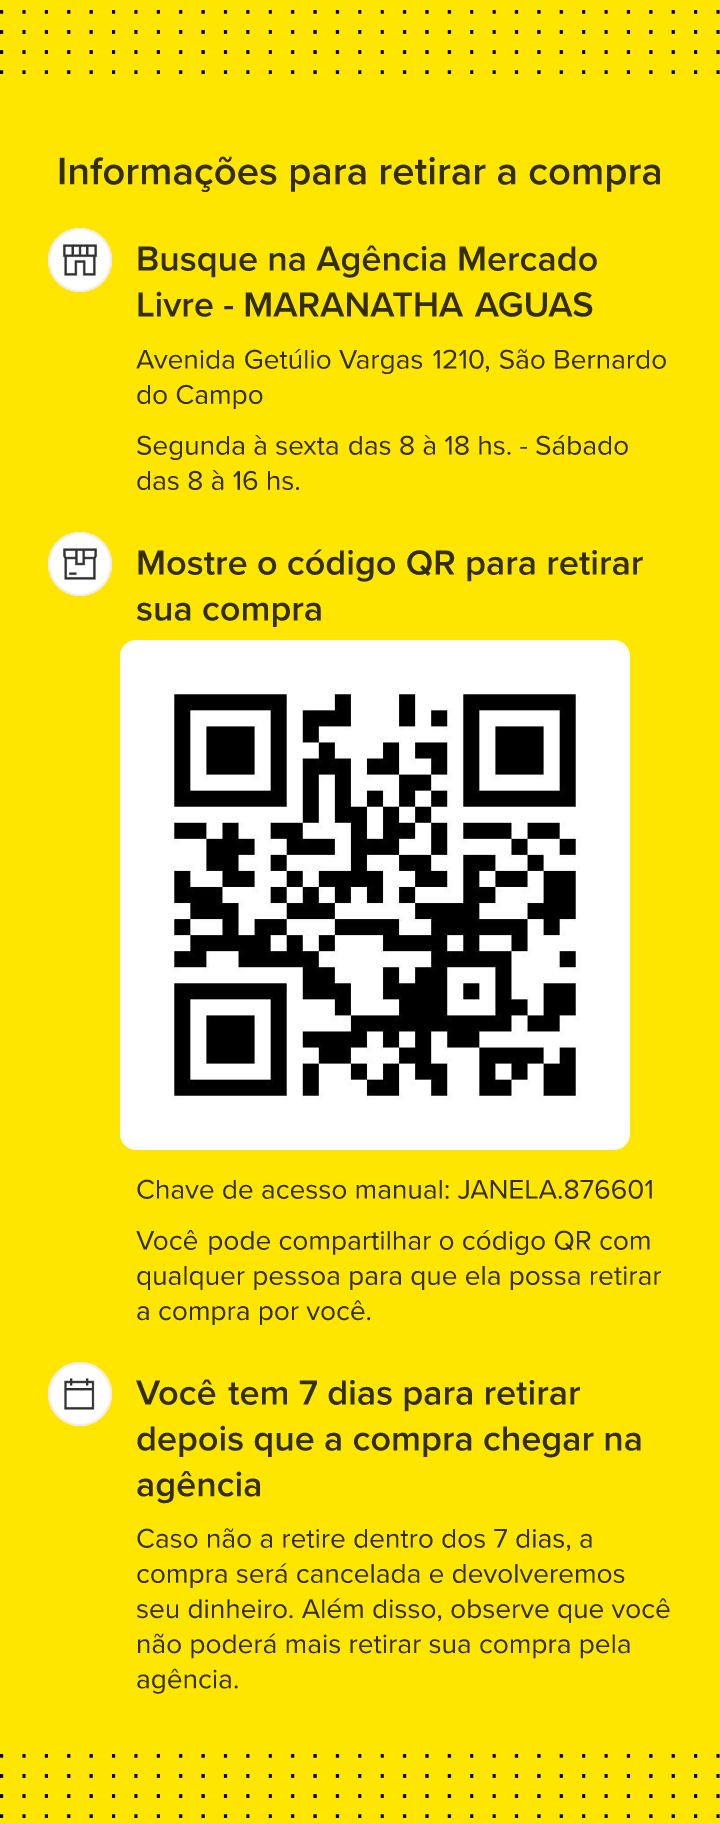 Informações para retirar a compra
Busque na Agência Mercado
Livre - MARANATHA AGUAS
Avenida Getúlio Vargas 1210, São Bernardo
do Campo
Segunda à sexta das 8 à 18 hs. - Sábado
das 8 à 16 hs.
Mostre o código QR para retirar
sua compra
Chave de acesso manual: JANELA.876601
Você pode compartilhar o código QR com
qualquer pessoa para que ela possa retirar
a compra por você.
Você tem 7 dias para retirar
depois que a compra chegar na
agência
Caso não a retire dentro dos 7 dias, a
compra será cancelada e devolveremos
seu dinheiro. Além disso, observe que você
não poderá mais retirar sua compra pela
agência.